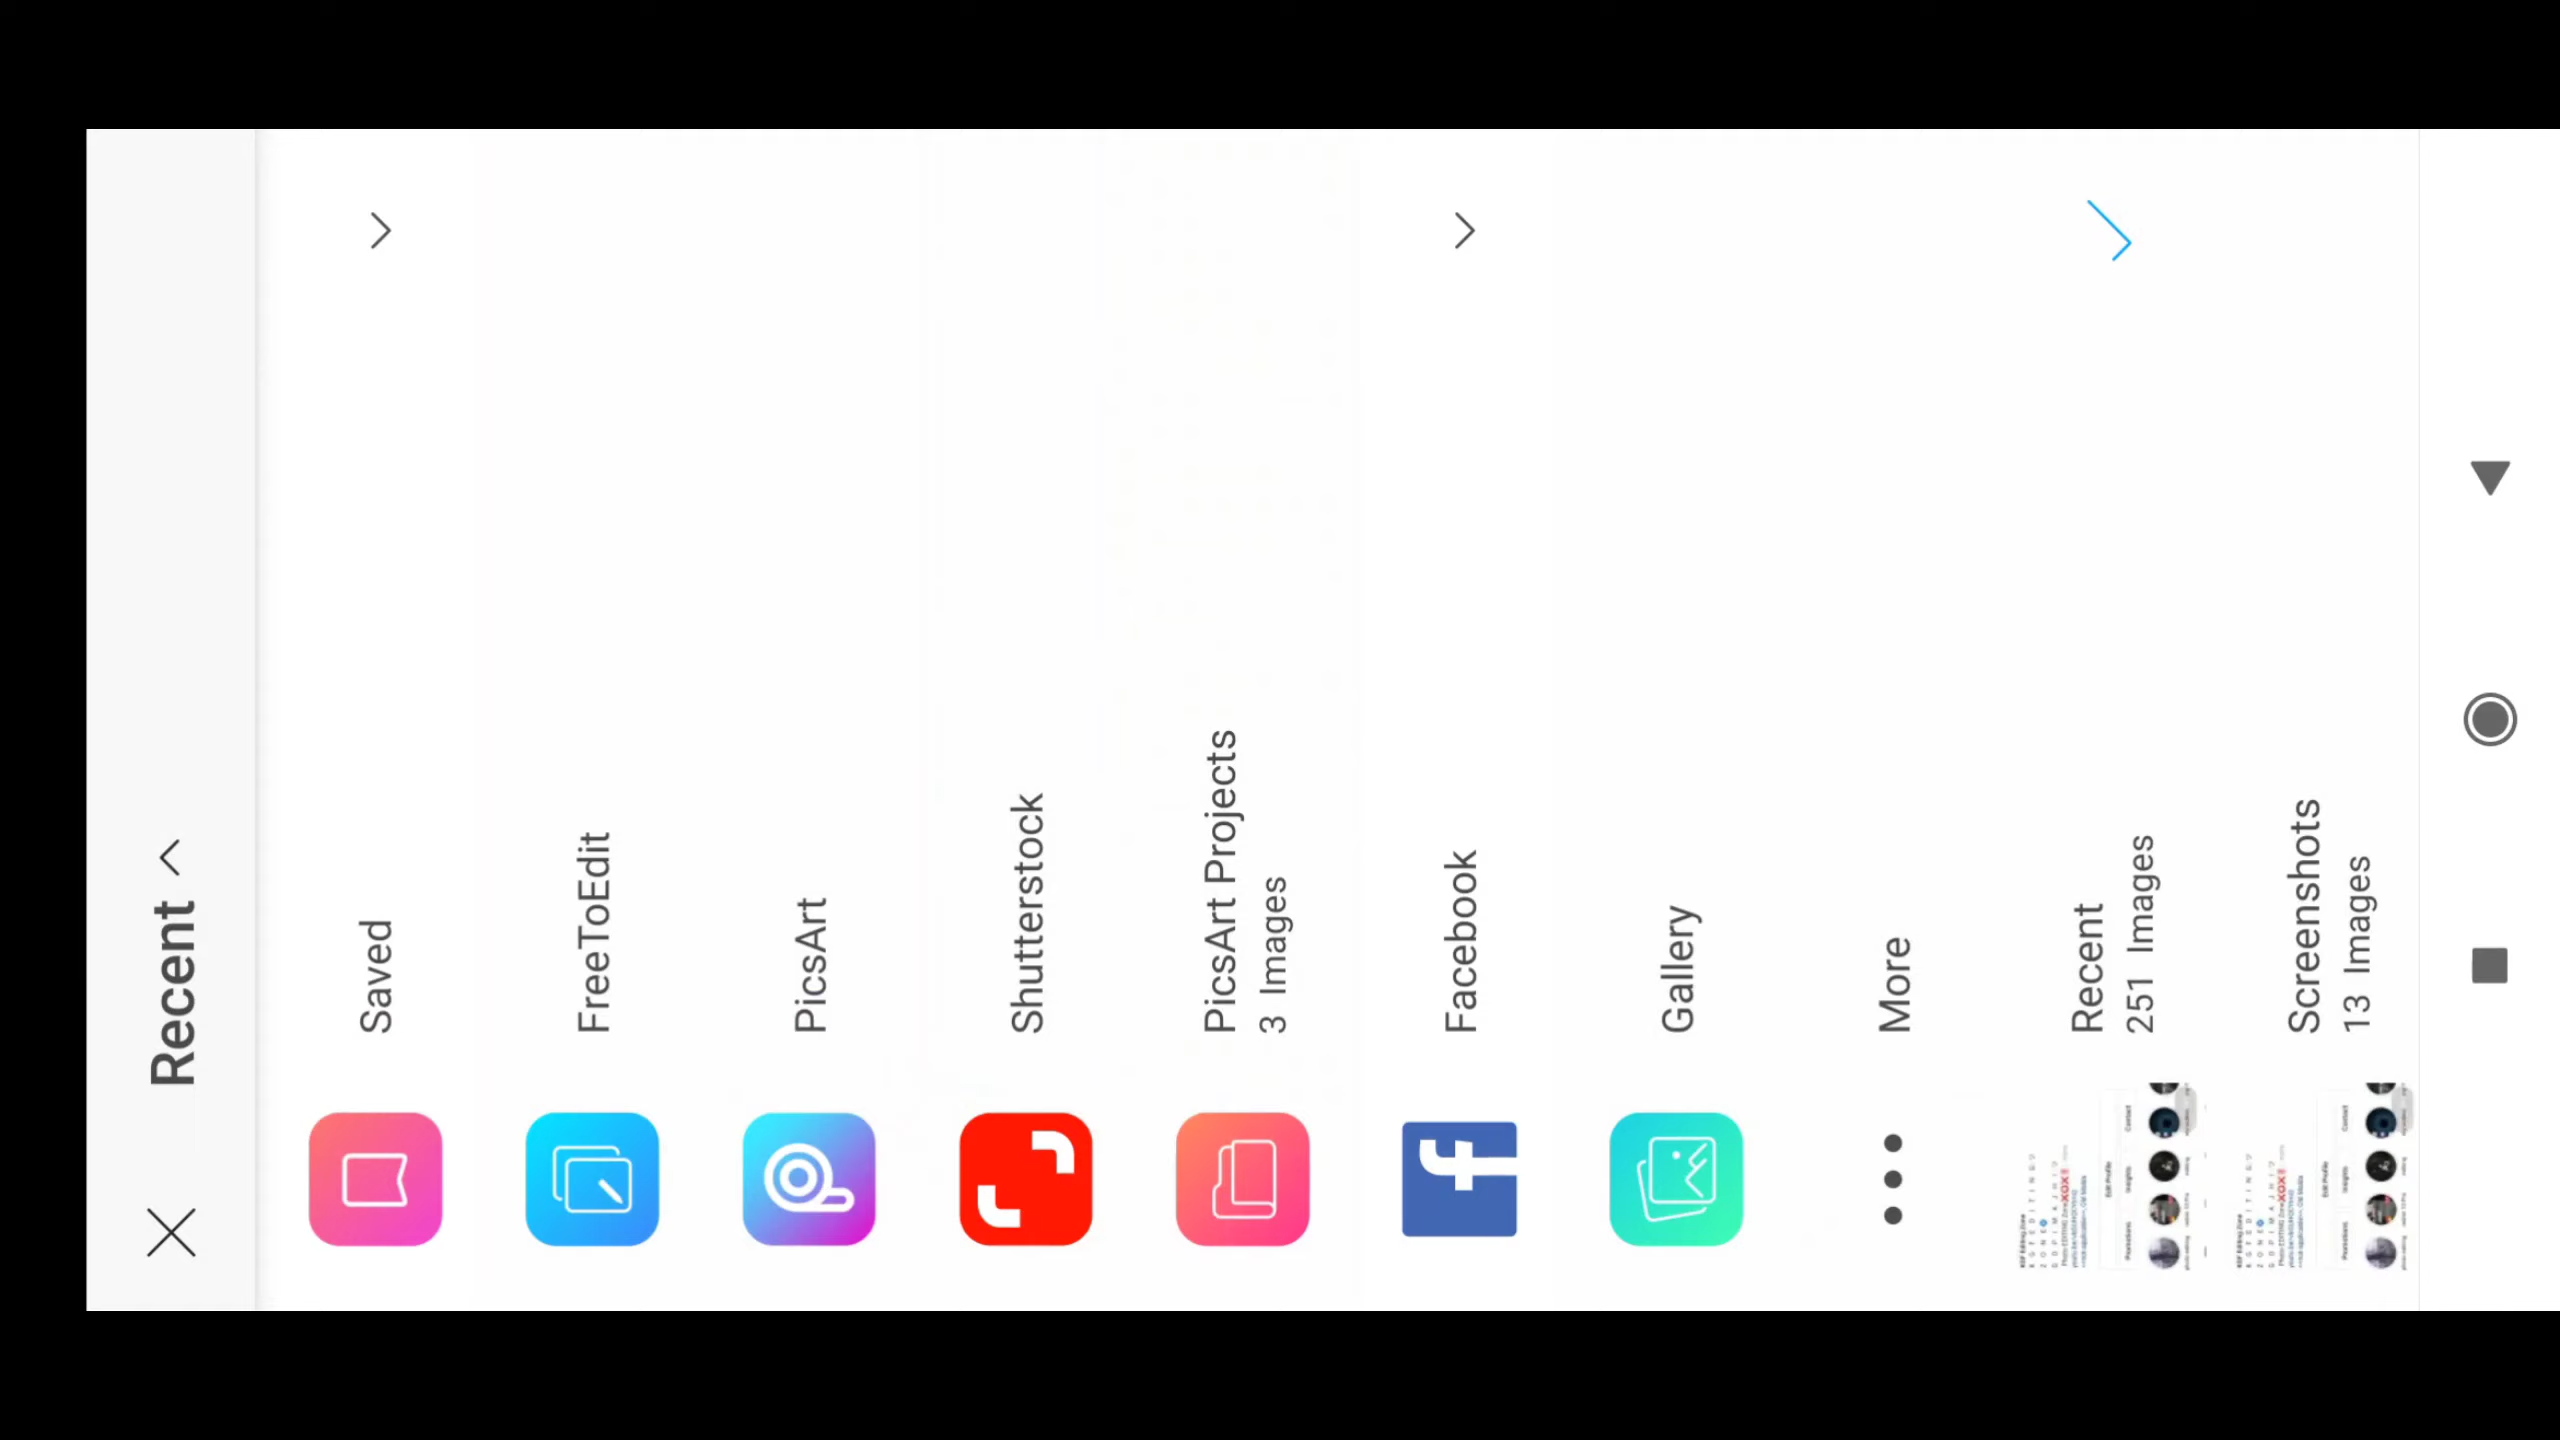 Recent
Saved
FreeToEdit
PicsArt
Shutterstock
PicsArt Projects
3 Images
Facebook
Gallery
More
Recent
251 Images
Screenshots
13 Images